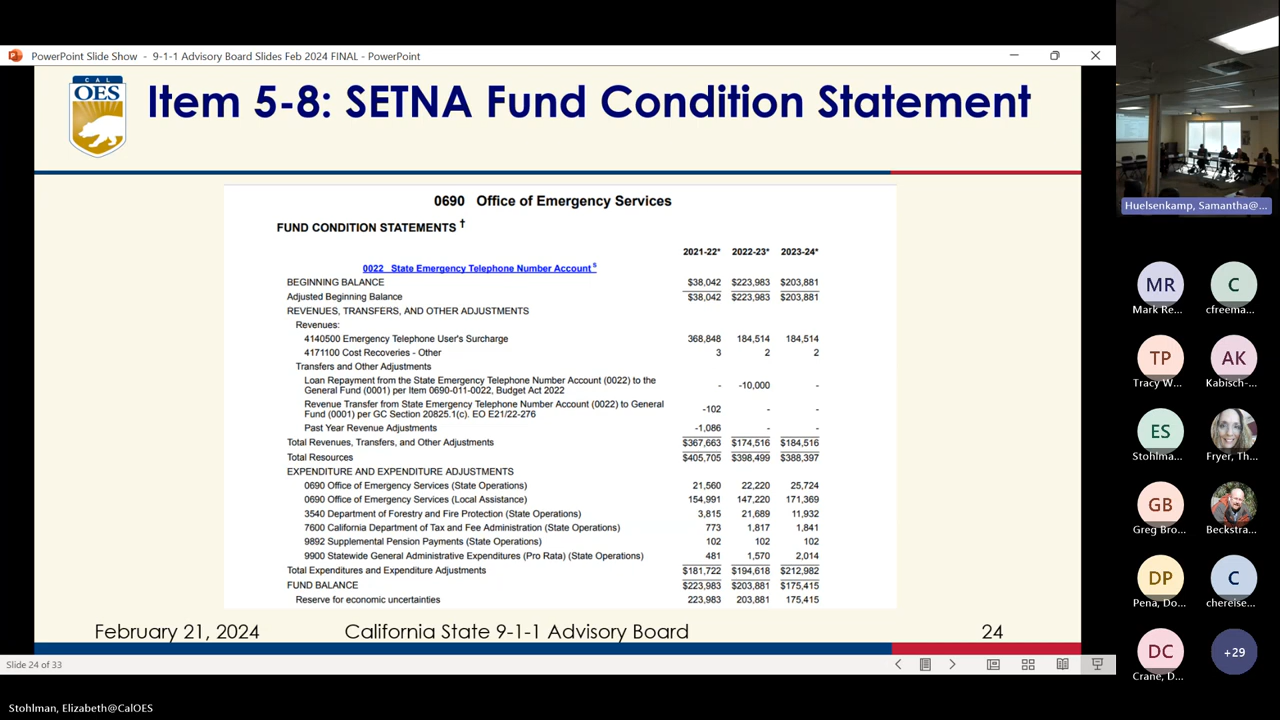 PowerPoint Slide Show - 9-1-1 Advisory Board Slides Feb 2024 FINAL - PowerPoint
CAL
OES
Item 5-8: SETNA Fund Condition Statement
0690 Office of Emergency Services
FUND CONDITION STATEMENTS †
2021-22* 2022-23* 2023-24*
0022 State Emergency Telephone Number Account s
BEGINNING BALANCE $38,042 $223,983 $203,881
Adjusted Beginning Balance $38,042 $223,983 $203,881
REVENUES, TRANSFERS, AND OTHER ADJUSTMENTS
Revenues:
4140500 Emergency Telephone User's Surcharge 368,848 184,514 184,514
4171100 Cost Recoveries - Other 3 2 2
Transfers and Other Adjustments
Loan Repayment from the State Emergency Telephone Number Account (0022) to the
General Fund (0001) per Item 0690-011-0022, Budget Act 2022 - -10,000 -
Revenue Transfer from State Emergency Telephone Number Account (0022) to General
Fund (0001) per GC Section 20825.1(c). EO E21/22-276 -102 - -
Past Year Revenue Adjustments -1,086 - -
Total Revenues, Transfers, and Other Adjustments $367,663 $174,516 $184,516
Total Resources $405,705 $398,499 $388,397
EXPENDITURE AND EXPENDITURE ADJUSTMENTS
0690 Office of Emergency Services (State Operations) 21,560 22,220 25,724
0690 Office of Emergency Services (Local Assistance) 154,991 147,220 171,369
3540 Department of Forestry and Fire Protection (State Operations) 3,815 21,689 11,932
7600 California Department of Tax and Fee Administration (State Operations) 773 1,817 1,841
9892 Supplemental Pension Payments (State Operations) 102 102 102
9900 Statewide General Administrative Expenditures (Pro Rata) (State Operations) 481 1,570 2,014
Total Expenditures and Expenditure Adjustments $181,722 $194,618 $212,982
FUND BALANCE $223,983 $203,881 $175,415
Reserve for economic uncertainties 223,983 203,881 175,415
February 21, 2024 California State 9-1-1 Advisory Board 24
Slide 24 of 33
Stohlman, Elizabeth@CalOES
Huelsenkamp, Samantha@...
MR C
Mark Re... cfreema...
TP AK
Tracy W... Kabisch-...
ES
Stohlma... Fryer, Th...
GB
Greg Bro... Beckstra...
DP C
Pena, Do... chereise...
DC +29
Crane, D...